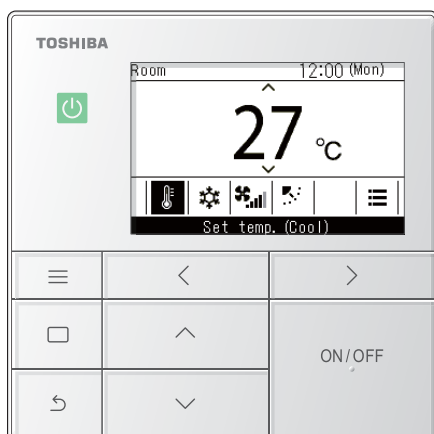 TOSHIBA
Room 12:00 (Mon)
27 °C
Set temp. (Cool)
ON/OFF